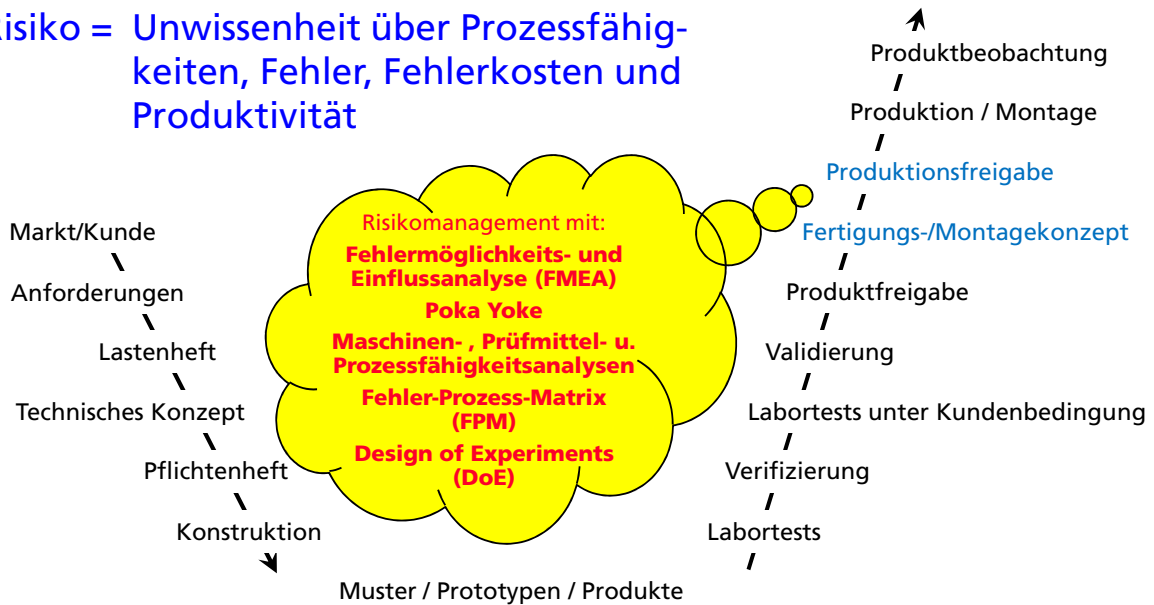 isiko = Unwissenheit über Prozessfähig-
keiten, Fehler, Fehlerkosten und
Produktivität
Markt/Kunde
Anforderungen
Lastenheft
Technisches Konzept
Pflichtenheft
Konstruktion
Muster / Prototypen / Produkte
Risikomanagement mit:
Fehlermöglichkeits- und
Einflussanalyse (FMEA)
Poka Yoke
Maschinen- , Prüfmittel- u.
Prozessfähigkeitsanalysen
Fehler-Prozess-Matrix
(FPM)
Design of Experiments
(DoE)
Produktbeobachtung
Produktion / Montage
Produktionsfreigabe
Fertigungs-/Montagekonzept
Produktfreigabe
Validierung
Labortests unter Kundenbedingung
Verifizierung
Labortests